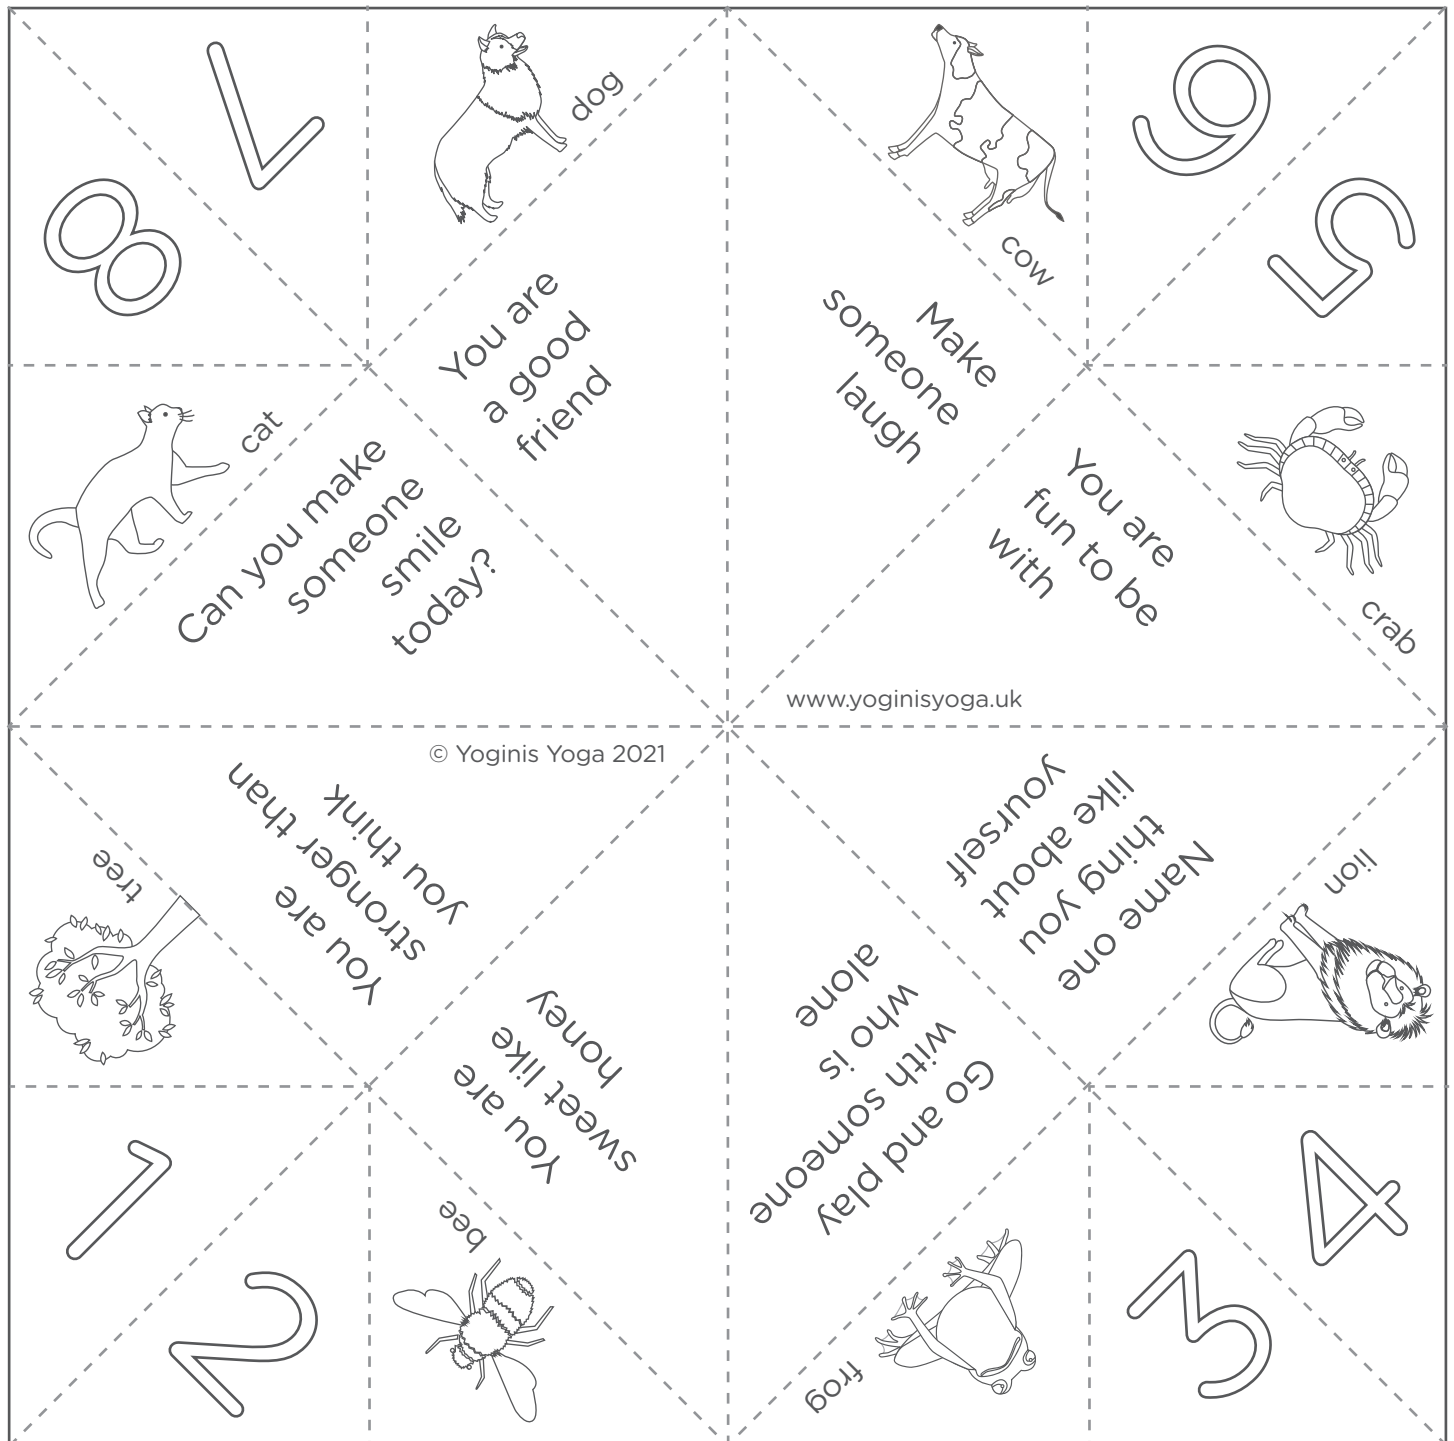 7
8
dog
cow
6
5
You are
a good
friend
Make
someone
laugh
cat
Can you make
someone
smile
today?
You are
fun to be
with
crab
www.yoginisyoga.uk
© Yoginis Yoga 2021
tree
You are
stronger than
you think
Name one
thing you
like about
yourself
lion
You are
sweet like
honey
bee
Go and play
with someone
who is
alone
frog
1
2
3
4